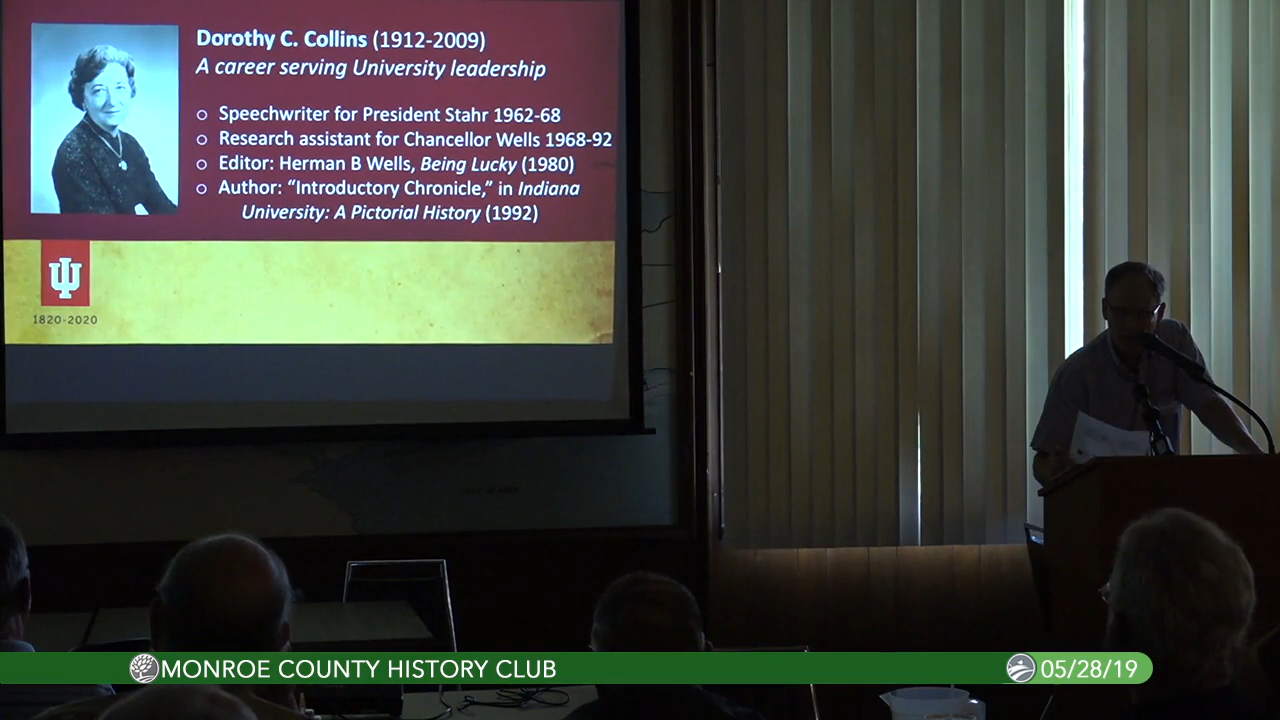 Dorothy C. Collins (1912-2009)
A career serving University leadership
Speechwriter for President Stahr 1962-68
Research assistant for Chancellor Wells 1968-92
Editor: Herman B Wells, Being Lucky (1980)
Author: “Introductory Chronicle,” in Indiana
University: A Pictorial History (1992)
1820-2020
MONROE COUNTY HISTORY CLUB
05/28/19